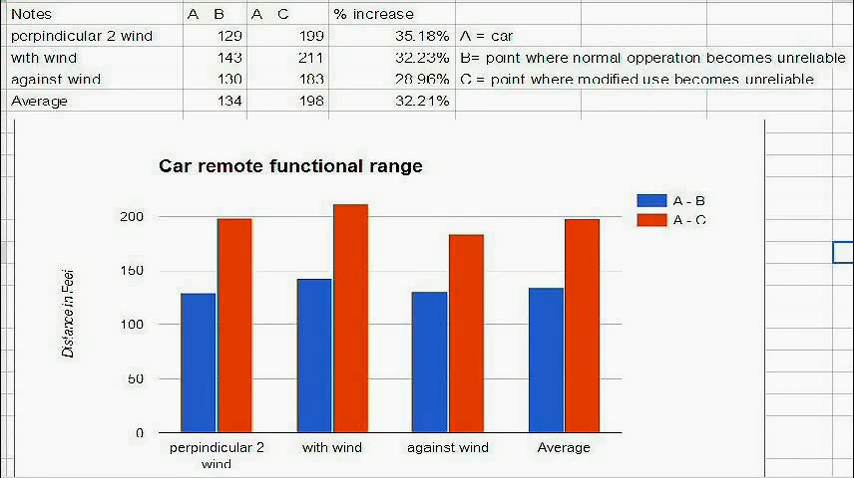 Notes A B A C % increase
perpindicular 2 wind 129 199 35.18% A = car
with wind 143 211 32.23% B= point where normal opperation becomes unreliable
against wind 130 183 28.96% C = point where modified use becomes unreliable
Average 134 198 32.21%
Car remote functional range
A - B
A - C
Distance in Feet
200
150
100
50
0
perpindicular 2 wind
with wind
against wind
Average